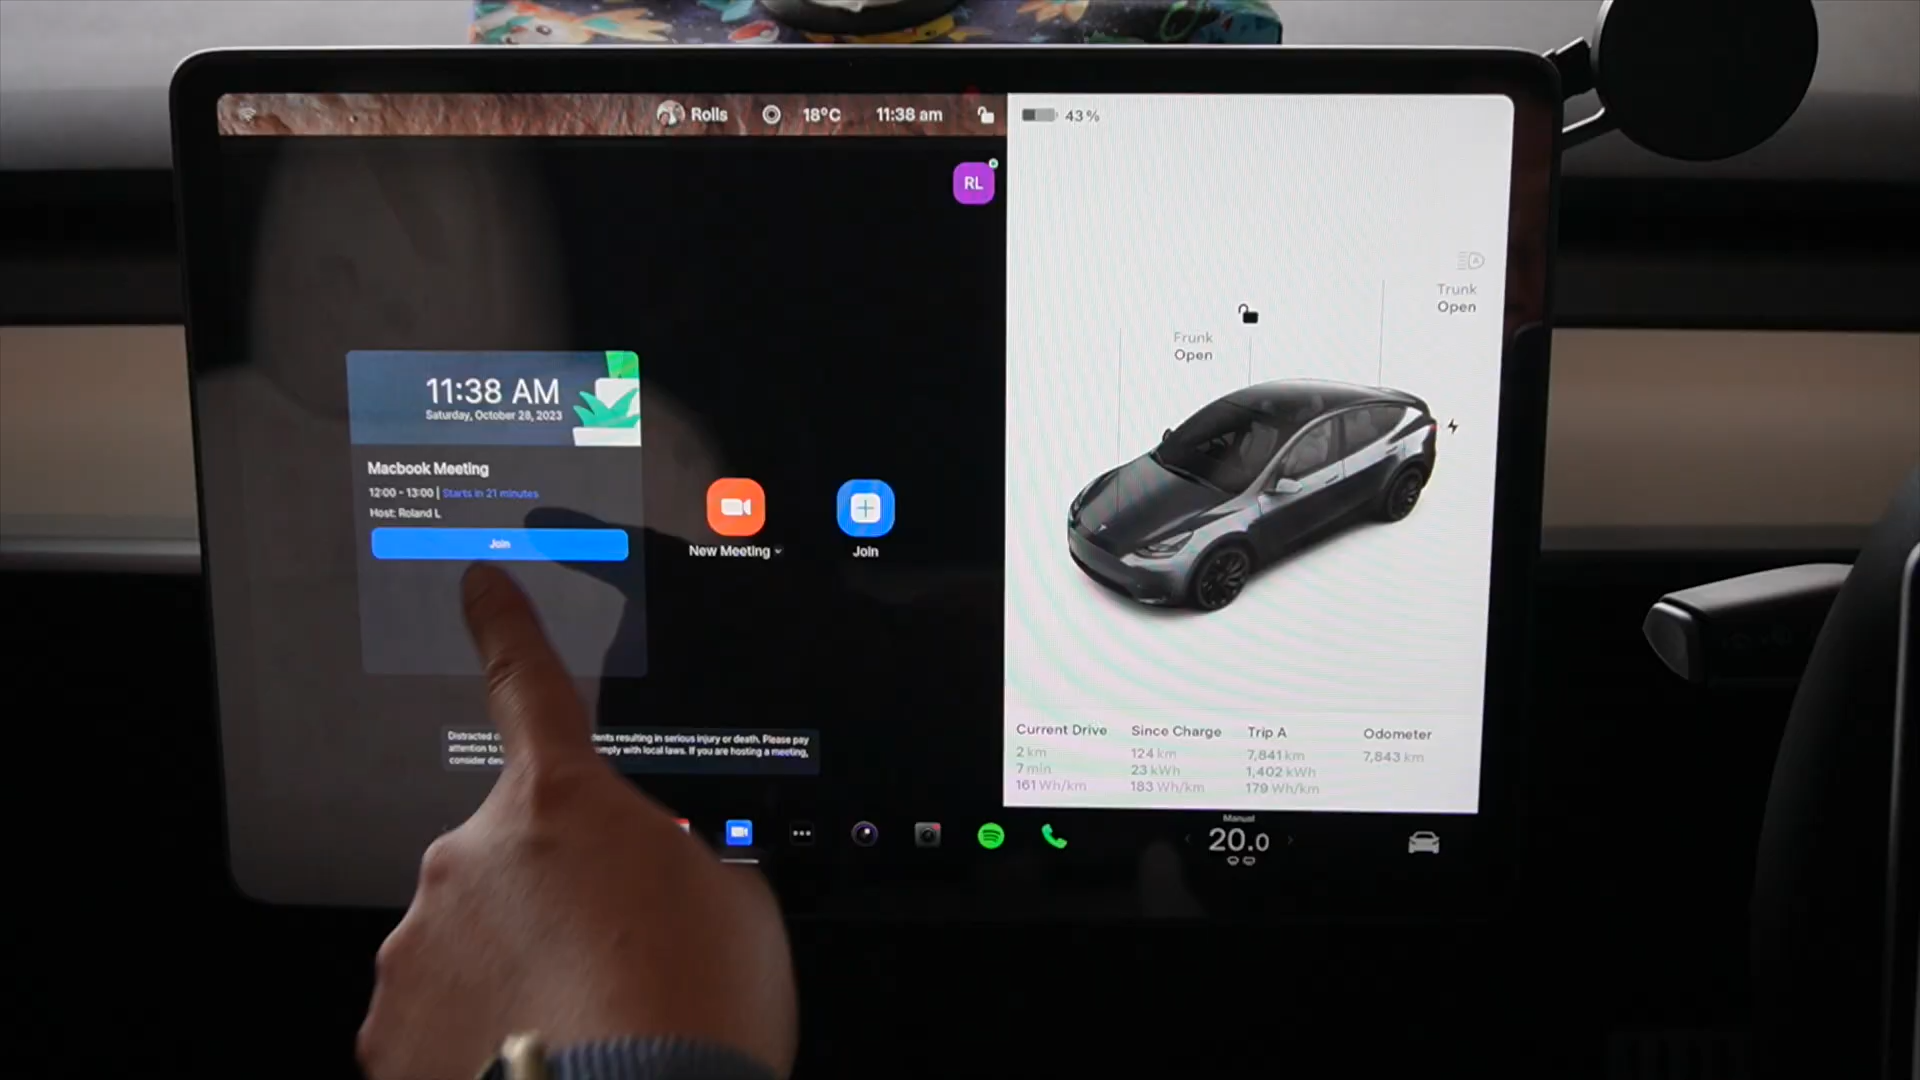 Rolls
18°C
11:38 am
43 %
RL
Trunk
Open
Frunk
Open
11:38 AM
Saturday, October 28, 2023
Macbook Meeting
12:00 - 13:00 | Starts in 21 minutes
Host: Roland L
Join
New Meeting
Join
Distracted dents resulting in serious injury or death. Please pay
attention to comply with local laws. If you are hosting a meeting,
consider
Current Drive
2 km
7 min
161 Wh/km
Since Charge
124 km
23 kWh
183 Wh/km
Trip A
7,841 km
1,402 kWh
179 Wh/km
Odometer
7,843 km
Manual
20.0